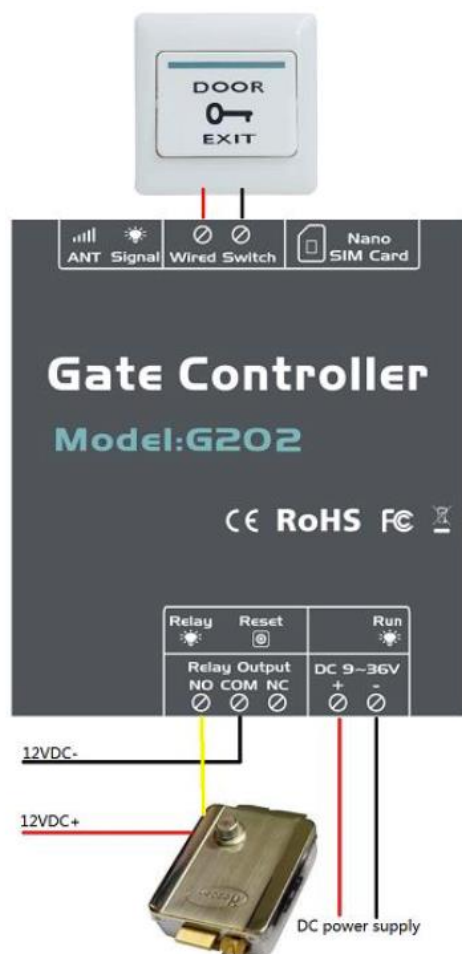 DOOR
EXIT
ANT Signal Wired Switch Nano SIM Card
Gate Controller
Model:G202
CE RoHS FC
Relay Reset Run
Relay Output DC 9~36V
NO COM NC + -
12VDC-
12VDC+
DC power supply